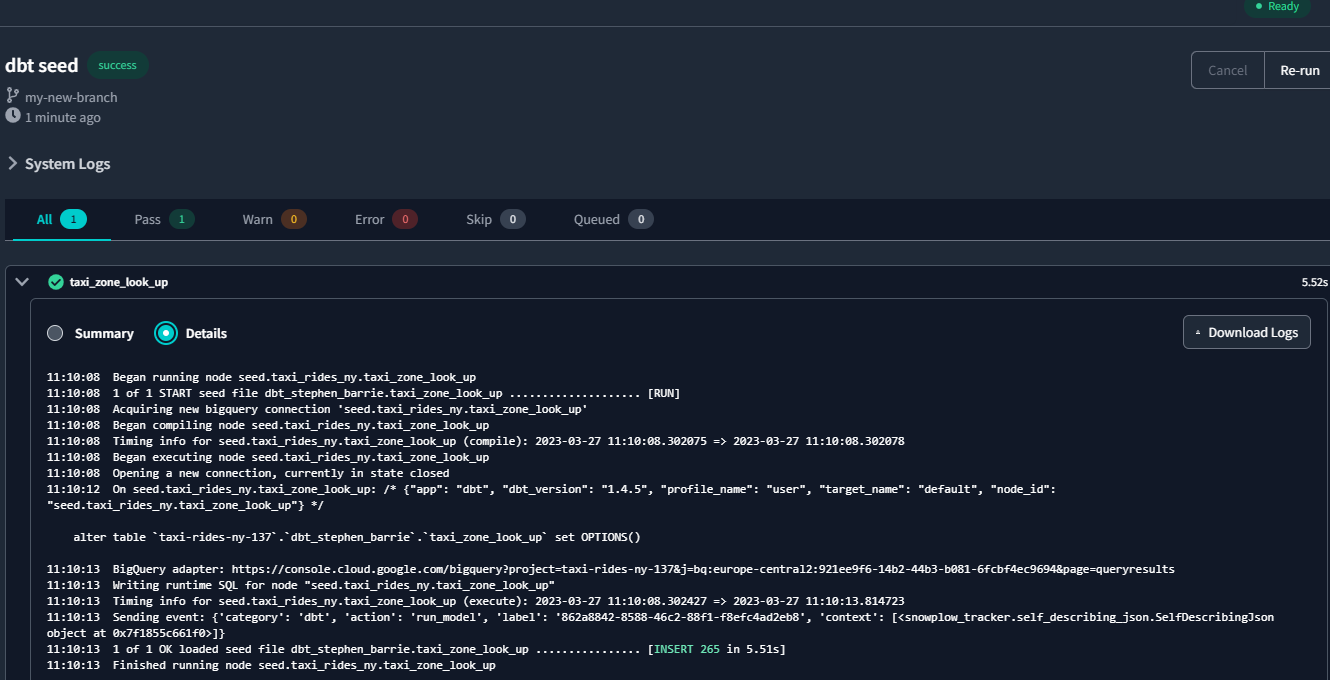 Ready
dbt seed success
Cancel Re-run
my-new-branch
1 minute ago
System Logs
All 1 Pass 1 Warn 0 Error 0 Skip 0 Queued 0
taxi_zone_look_up 5.52s
Summary Details Download Logs
11:10:08 Began running node seed.taxi_rides_ny.taxi_zone_look_up
11:10:08 1 of 1 START seed file dbt_stephen_barrie.taxi_zone_look_up .................... [RUN]
11:10:08 Acquiring new bigquery connection 'seed.taxi_rides_ny.taxi_zone_look_up'
11:10:08 Began compiling node seed.taxi_rides_ny.taxi_zone_look_up
11:10:08 Timing info for seed.taxi_rides_ny.taxi_zone_look_up (compile): 2023-03-27 11:10:08.302075 => 2023-03-27 11:10:08.302078
11:10:08 Began executing node seed.taxi_rides_ny.taxi_zone_look_up
11:10:08 Opening a new connection, currently in state closed
11:10:12 On seed.taxi_rides_ny.taxi_zone_look_up: /* {"app": "dbt", "dbt_version": "1.4.5", "profile_name": "user", "target_name": "default", "node_id":
"seed.taxi_rides_ny.taxi_zone_look_up"} */
alter table `taxi-rides-ny-137`.`dbt_stephen_barrie`.`taxi_zone_look_up` set OPTIONS()
11:10:13 BigQuery adapter: https://console.cloud.google.com/bigquery?project=taxi-rides-ny-137&j=bq:europe-central2:921ee9f6-14b2-44b3-b081-6fcbf4ec9694&page=queryresults
11:10:13 Writing runtime SQL for node "seed.taxi_rides_ny.taxi_zone_look_up"
11:10:13 Timing info for seed.taxi_rides_ny.taxi_zone_look_up (execute): 2023-03-27 11:10:08.302427 => 2023-03-27 11:10:13.814723
11:10:13 Sending event: {'category': 'dbt', 'action': 'run_model', 'label': '862a8842-8588-46c2-88f1-f8efc4ad2eb8', 'context': [<snowplow_tracker.self_describing_json.SelfDescribingJson
object at 0x7f1855c661f0>]}
11:10:13 1 of 1 OK loaded seed file dbt_stephen_barrie.taxi_zone_look_up ................ [INSERT 265 in 5.51s]
11:10:13 Finished running node seed.taxi_rides_ny.taxi_zone_look_up